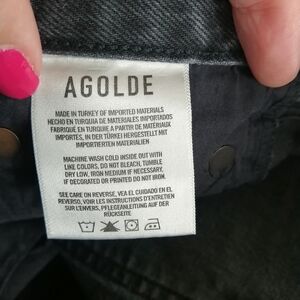 AGOLDE
MADE IN TURKEY OF IMPORTED MATERIALS
HECHO EN TURQUIA DE MATERIALES IMPORTADOS
FABRIQUÉ EN TURQUIE A PARTIR DE MATERIAUX
IMPORTÉS, IN DER TÜRKEI HERGESTELLT MIT
IMPORTIERTEN MATERIALIEN
MACHINE WASH COLD INSIDE OUT WITH
LIKE COLORS, DO NOT BLEACH, TUMBLE
DRY LOW, IRON MEDIUM IF NECESSARY,
IF DECORATED OR PRINTED DO NOT IRON.
SEE CARE ON REVERSE, VEA EL CUIDADO EN EL
REVERSO, VOIR LES INSTRUCTIONS D'ENTRETIEN
SUR L'ENVERS, PFLEGEANLEITUNG AUF DER
RÜCKSEITE